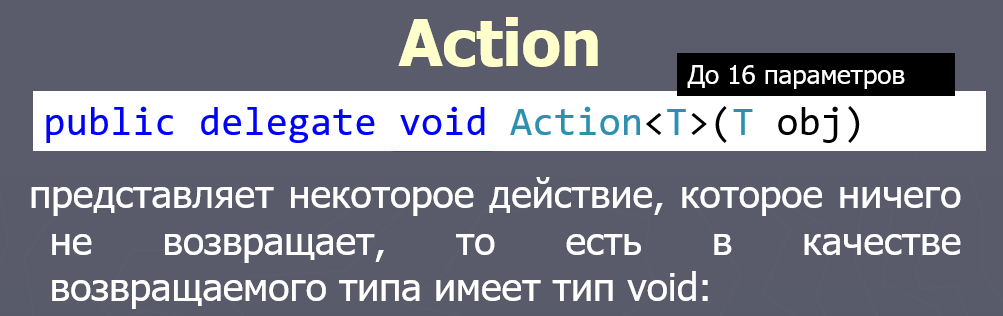 Action
До 16 параметров
public delegate void Action<T>(T obj)
представляет некоторое действие, которое ничего
не возвращает, то есть в качестве
возвращаемого типа имеет тип void: